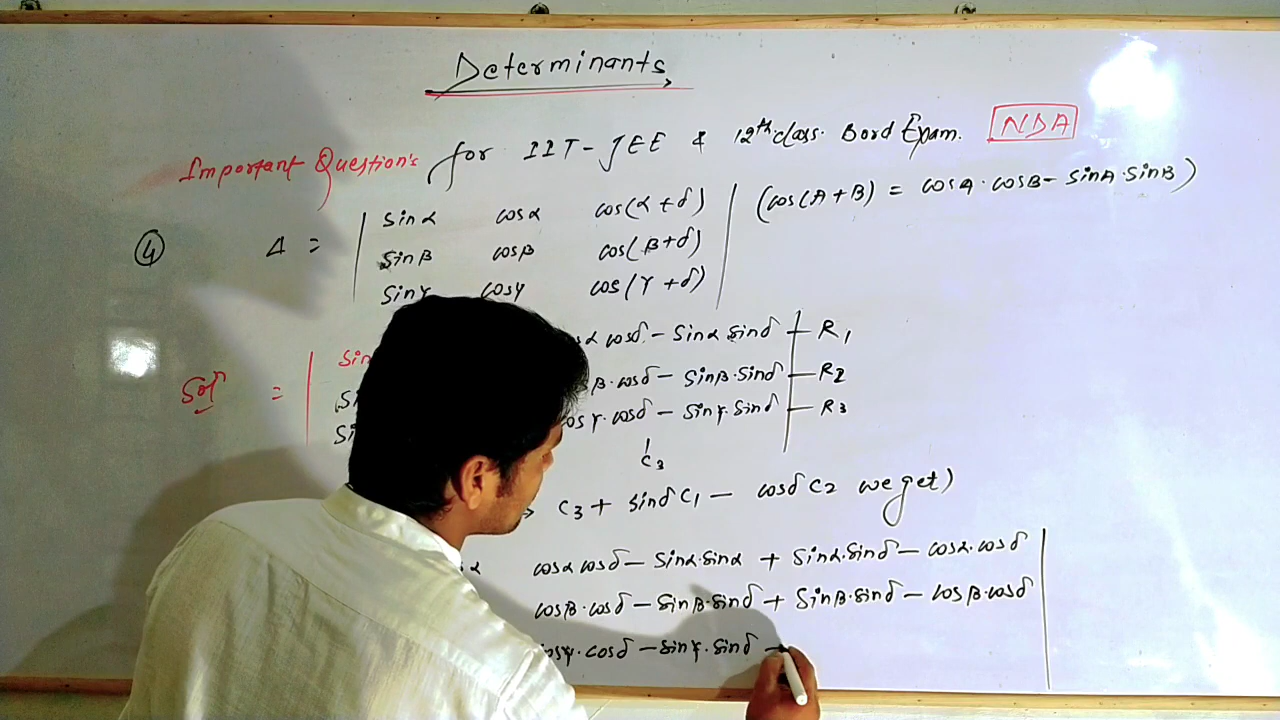 Determinants
Important Question's for IIT-JEE & 12th class. Bord Exam. NDA
④ Δ = | sinα cosα cos(α+δ) | (cos(A+B) = cosA·cosB - sinA·sinB)
sinβ cosβ cos(β+δ)
sinγ cosγ cos(γ+δ)
Solⁿ = | sin α cosδ - sinα sinδ | - R1
β·cosδ - sinβ·sinδ - R2
γ·cosδ - sinγ·sinδ - R3
C3
→ C3 + sinδ C1 - cosδ C2 we get)
α cosα cosδ - sinα·sinα + sinα·sinδ - cosα·cosδ
cosβ·cosδ - sinβ·sinδ + sinβ·sinδ - cosβ·cosδ
γ·cosδ - sinγ·sinδ